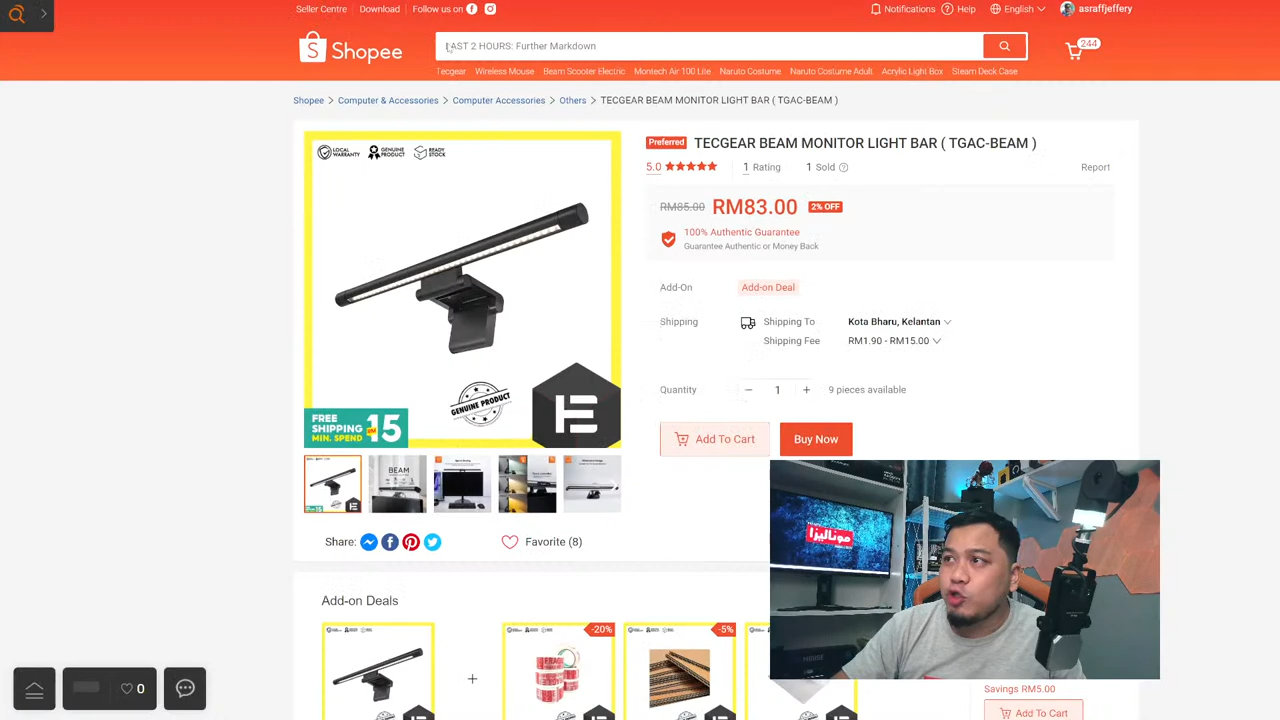 Seller Centre Download Follow us on Notifications Help English asraffjeffery
Shopee LAST 2 HOURS: Further Markdown 244
Tecgear Wireless Mouse Beam Scooter Electric Montech Air 100 Lite Naruto Costume Naruto Costume Adult Acrylic Light Box Steam Deck Case
Shopee > Computer & Accessories > Computer Accessories > Others > TECGEAR BEAM MONITOR LIGHT BAR ( TGAC-BEAM )
LOCAL WARRANTY GENUINE PRODUCT READY STOCK
GENUINE PRODUCT
FREE SHIPPING MIN. SPEND RM 15
BEAM
Share: Favorite (8)
Preferred TECGEAR BEAM MONITOR LIGHT BAR ( TGAC-BEAM )
5.0 1 Rating 1 Sold Report
RM85.00 RM83.00 2% OFF
100% Authentic Guarantee
Guarantee Authentic or Money Back
Add-On Add-on Deal
Shipping Shipping To Kota Bharu, Kelantan
Shipping Fee RM1.90 - RM15.00
Quantity 1 9 pieces available
Add To Cart Buy Now
موناليزا
Add-on Deals
-20% -5%
FRAGILE
Savings RM5.00
Add To Cart
0